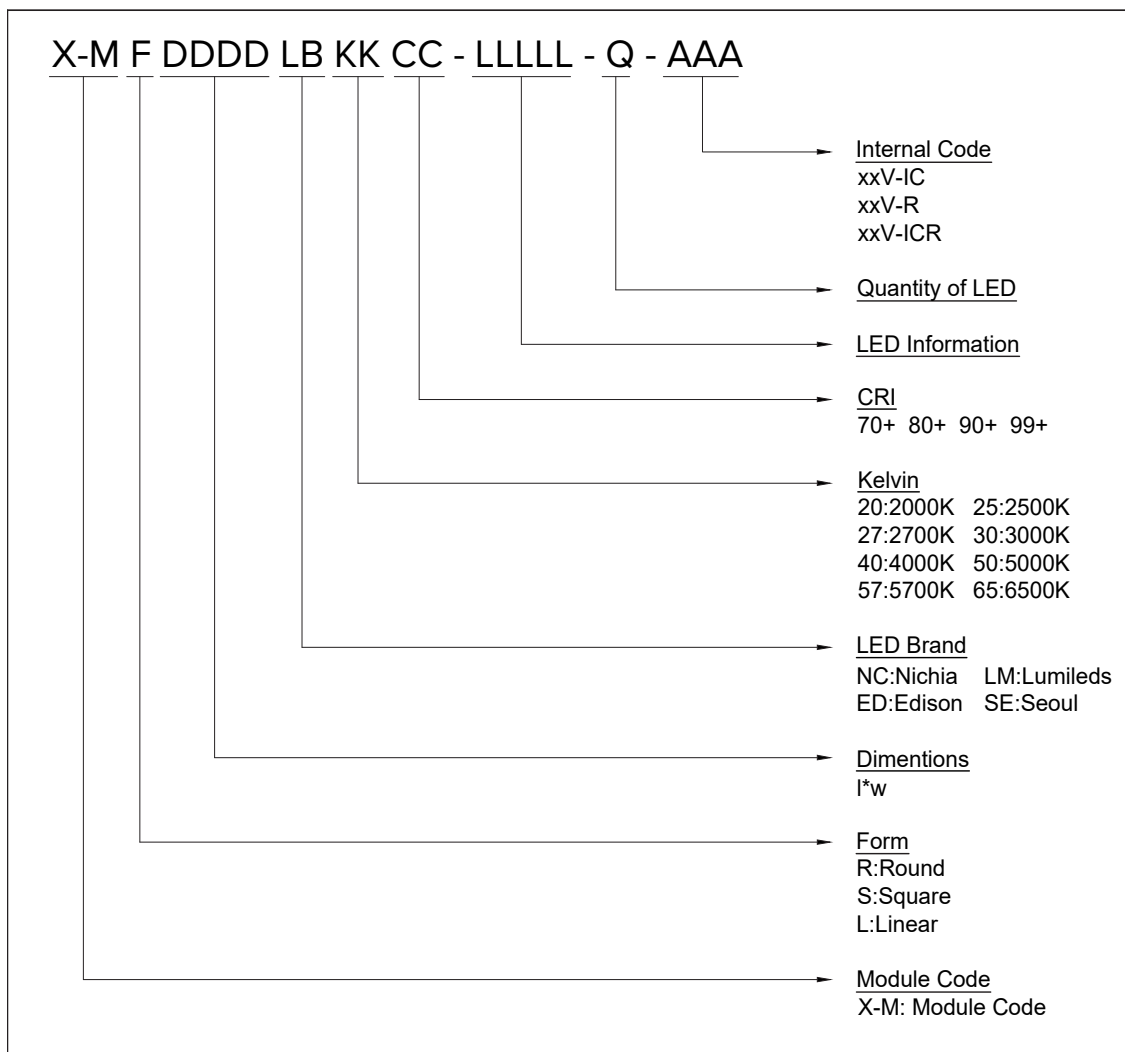 X-M F DDDD LB KK CC - LLLLL - Q - AAA
Internal Code
xxV-IC
xxV-R
xxV-ICR
Quantity of LED
LED Information
CRI
70+ 80+ 90+ 99+
Kelvin
20:2000K 25:2500K
27:2700K 30:3000K
40:4000K 50:5000K
57:5700K 65:6500K
LED Brand
NC:Nichia LM:Lumileds
ED:Edison SE:Seoul
Dimentions
l*w
Form
R:Round
S:Square
L:Linear
Module Code
X-M: Module Code